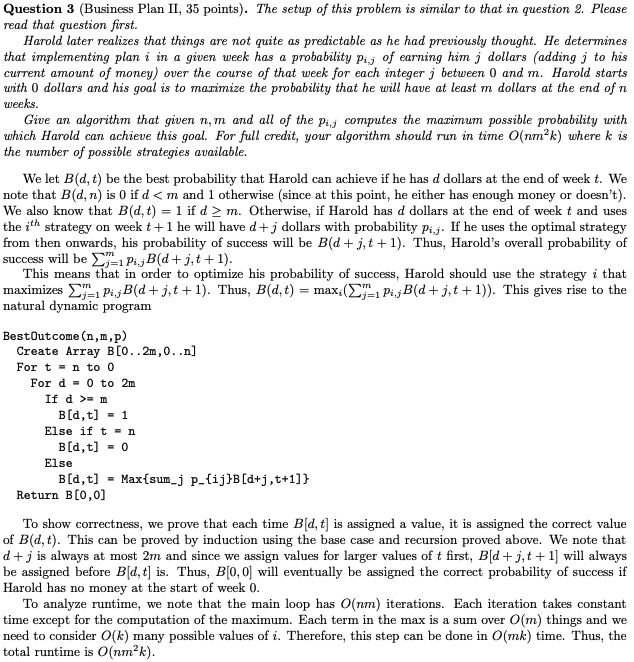 Question 3 (Business Plan II, 35 points). The setup of this problem is similar to that in question 2. Please
read that question first.
Harold later realizes that things are not quite as predictable as he had previously thought. He determines
that implementing plan i in a given week has a probability p_{i,j} of earning him j dollars (adding j to his
current amount of money) over the course of that week for each integer j between 0 and m. Harold starts
with 0 dollars and his goal is to maximize the probability that he will have at least m dollars at the end of n
weeks.
Give an algorithm that given n, m and all of the p_{i,j} computes the maximum possible probability with
which Harold can achieve this goal. For full credit, your algorithm should run in time O(nm²k) where k is
the number of possible strategies available.
We let B(d, t) be the best probability that Harold can achieve if he has d dollars at the end of week t. We
note that B(d, n) is 0 if d < m and 1 otherwise (since at this point, he either has enough money or doesn't).
We also know that B(d, t) = 1 if d ≥ m. Otherwise, if Harold has d dollars at the end of week t and uses
the i^{th} strategy on week t + 1 he will have d + j dollars with probability p_{i,j}. If he uses the optimal strategy
from then onwards, his probability of success will be B(d + j, t + 1). Thus, Harold's overall probability of
success will be ∑_{j=1}^{m} p_{i,j}B(d + j, t + 1).
This means that in order to optimize his probability of success, Harold should use the strategy i that
maximizes ∑_{j=1}^{m} p_{i,j}B(d + j, t + 1). Thus, B(d, t) = max_i(∑_{j=1}^{m} p_{i,j}B(d + j, t + 1)). This gives rise to the
natural dynamic program
BestOutcome(n,m,p)
Create Array B[0..2m,0..n]
For t = n to 0
For d = 0 to 2m
If d >= m
B[d,t] = 1
Else if t = n
B[d,t] = 0
Else
B[d,t] = Max{sum_j p_{ij}B[d+j,t+1]}
Return B[0,0]
To show correctness, we prove that each time B[d, t] is assigned a value, it is assigned the correct value
of B(d, t). This can be proved by induction using the base case and recursion proved above. We note that
d + j is always at most 2m and since we assign values for larger values of t first, B[d + j, t + 1] will always
be assigned before B[d, t] is. Thus, B[0, 0] will eventually be assigned the correct probability of success if
Harold has no money at the start of week 0.
To analyze runtime, we note that the main loop has O(nm) iterations. Each iteration takes constant
time except for the computation of the maximum. Each term in the max is a sum over O(m) things and we
need to consider O(k) many possible values of i. Therefore, this step can be done in O(mk) time. Thus, the
total runtime is O(nm²k).